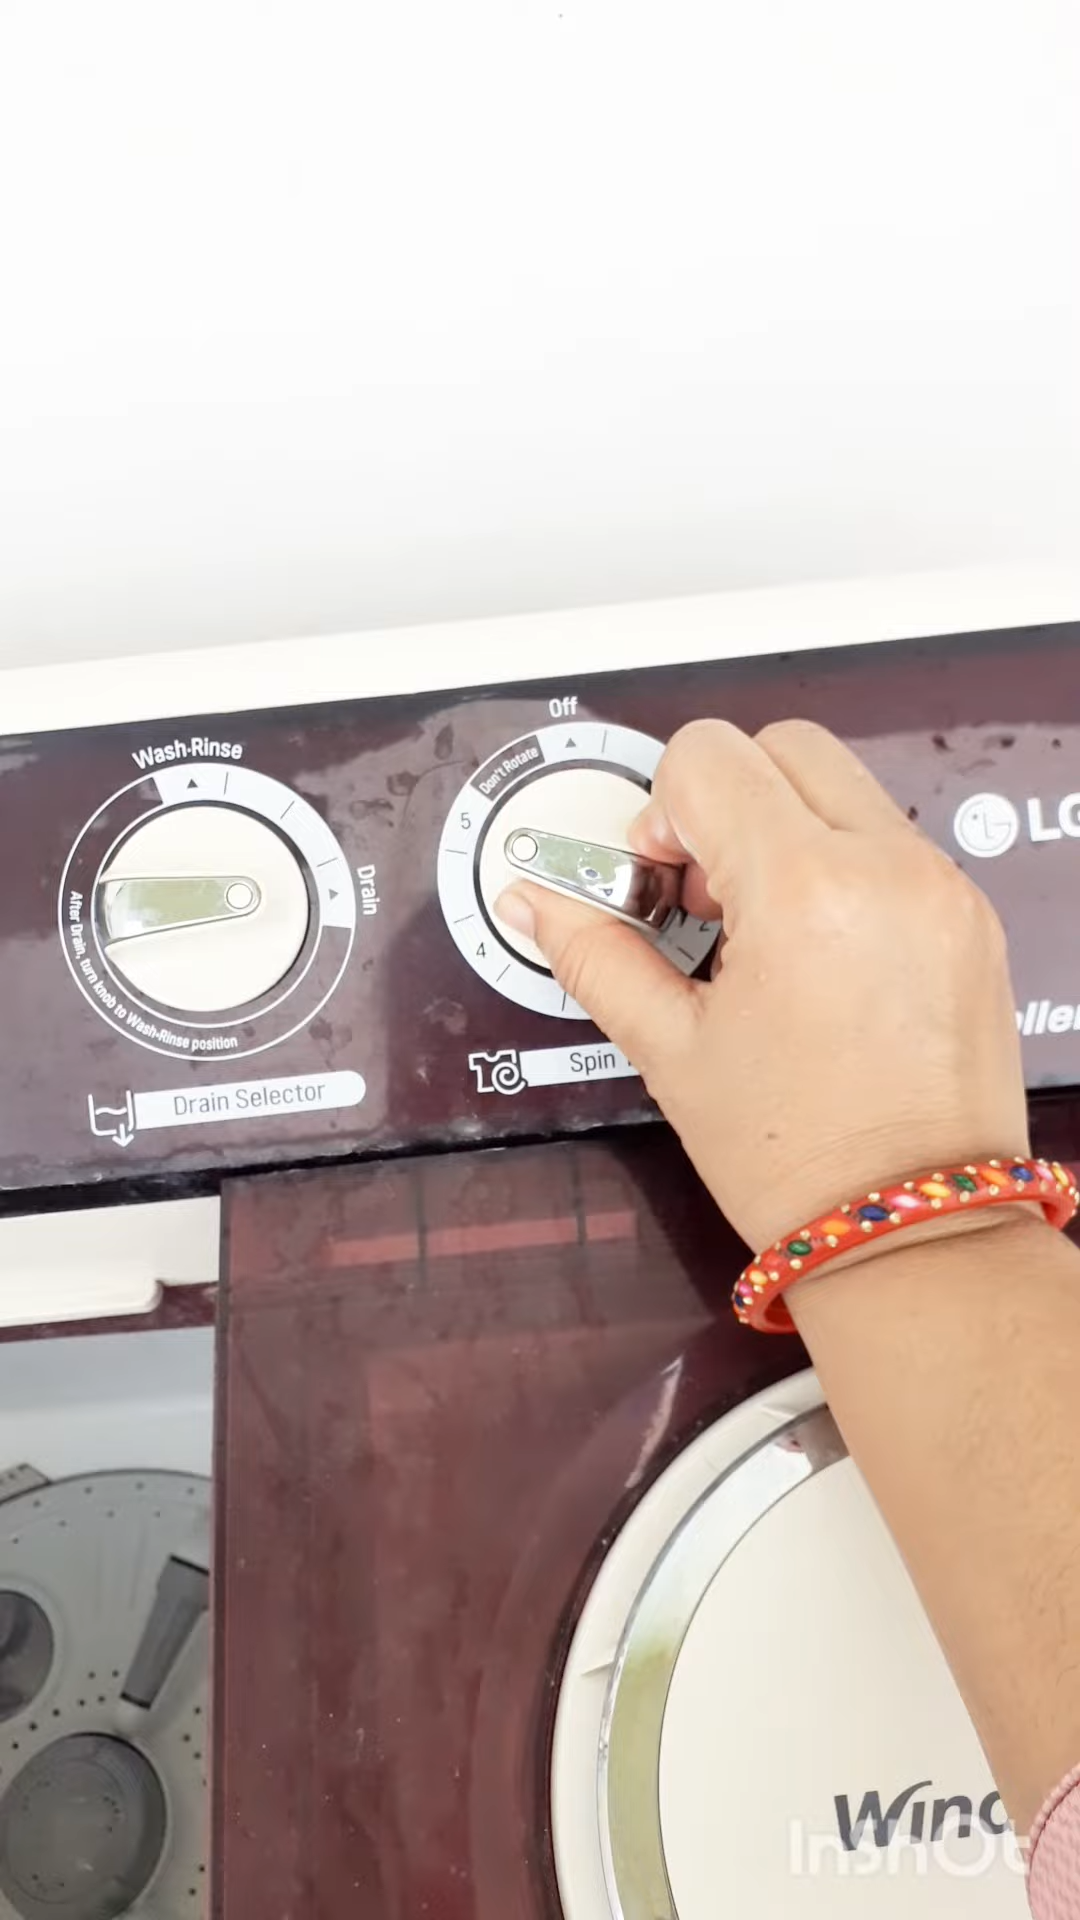 Wash·Rinse
Drain
After Drain, turn knob to Wash·Rinse position
Drain Selector
Off
Don't Rotate
5
4
Spin
LG
InShOt